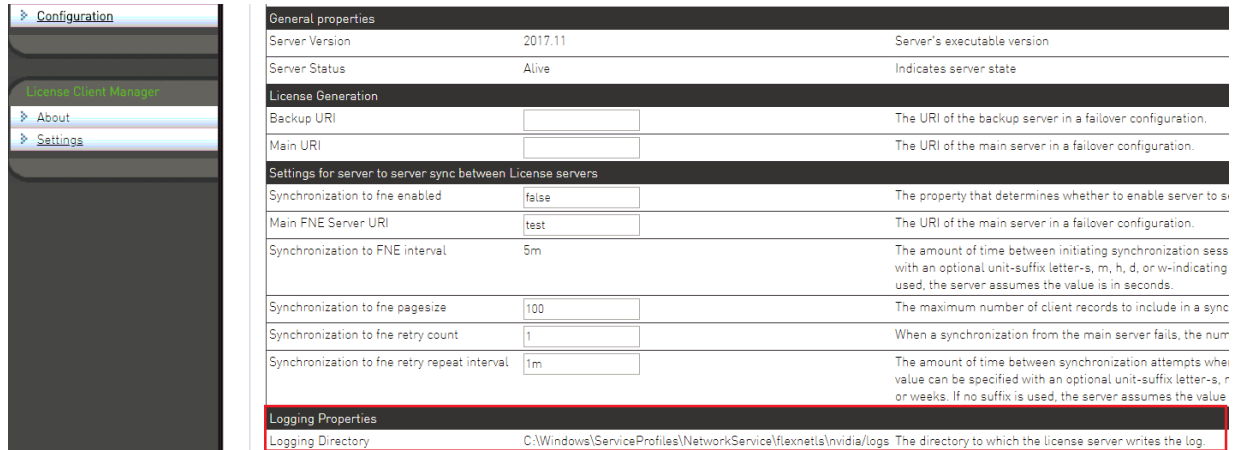 Configuration
License Client Manager
About
Settings
General properties
Server Version 2017.11 Server's executable version
Server Status Alive Indicates server state
License Generation
Backup URI The URI of the backup server in a failover configuration.
Main URI The URI of the main server in a failover configuration.
Settings for server to server sync between License servers
Synchronization to fne enabled false The property that determines whether to enable server to s
Main FNE Server URI test The URI of the main server in a failover configuration.
Synchronization to FNE interval 5m The amount of time between initiating synchronization sess
with an optional unit-suffix letter-s, m, h, d, or w-indicating
used, the server assumes the value is in seconds.
Synchronization to fne pagesize 100 The maximum number of client records to include in a sync
Synchronization to fne retry count 1 When a synchronization from the main server fails, the num
Synchronization to fne retry repeat interval 1m The amount of time between synchronization attempts whe
value can be specified with an optional unit-suffix letter-s,
or weeks. If no suffix is used, the server assumes the value
Logging Properties
Logging Directory C:\Windows\ServiceProfiles\NetworkService\flexnetls\nvidia/logs The directory to which the license server writes the log.